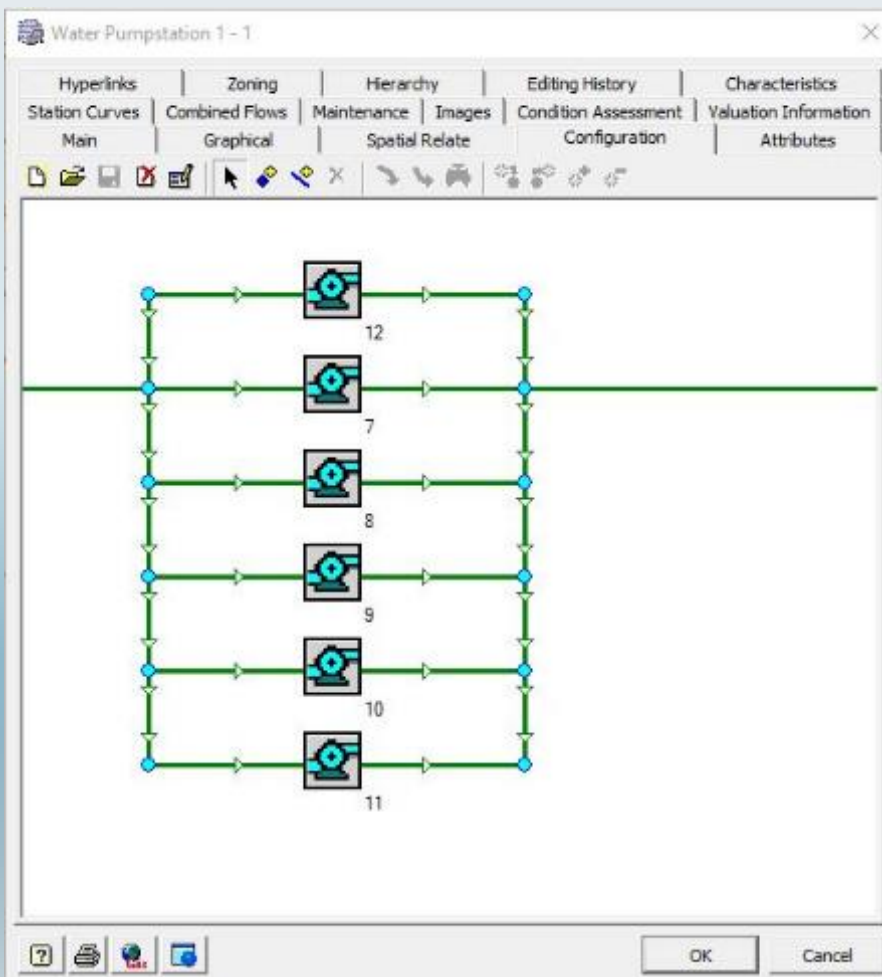 Water Pumpstation 1 - 1
Hyperlinks Zoning Hierarchy Editing History Characteristics
Station Curves Combined Flows Maintenance Images Condition Assessment Valuation Information
Main Graphical Spatial Relate Configuration Attributes
12
7
8
9
10
11
OK Cancel